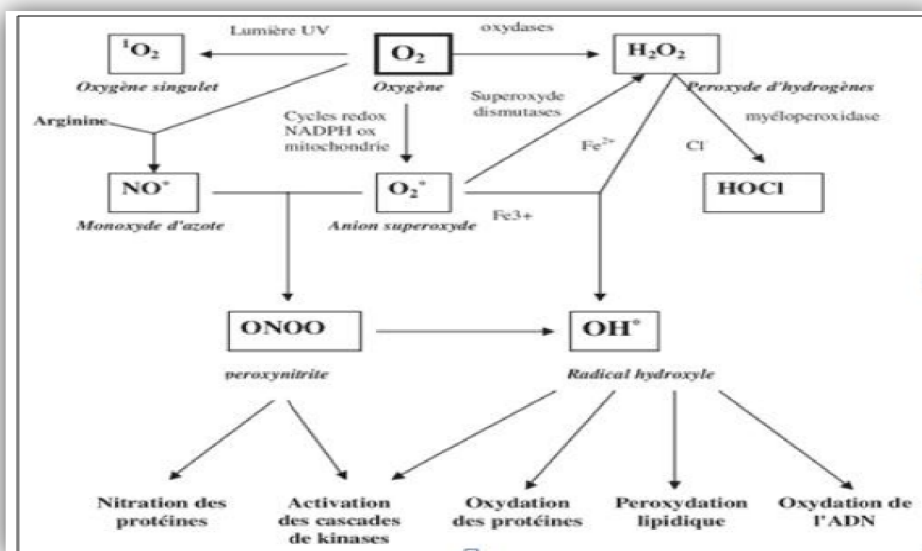 Lumière UV
oxydases
¹O₂
O₂
H₂O₂
Oxygène singulet
Oxygène
Peroxyde d'hydrogènes
Arginine
Cycles redox
NADPH ox
mitochondrie
Superoxyde
dismutases
Fe²⁺
Cl
myéloperoxidase
NO°
O₂°
HOCl
Monoxyde d'azote
Anion superoxyde
Fe3+
ONOO
OH°
peroxynitrite
Radical hydroxyle
Nitration des
protéines
Activation
des cascades
de kinases
Oxydation
des protéines
Peroxydation
lipidique
Oxydation de
l'ADN